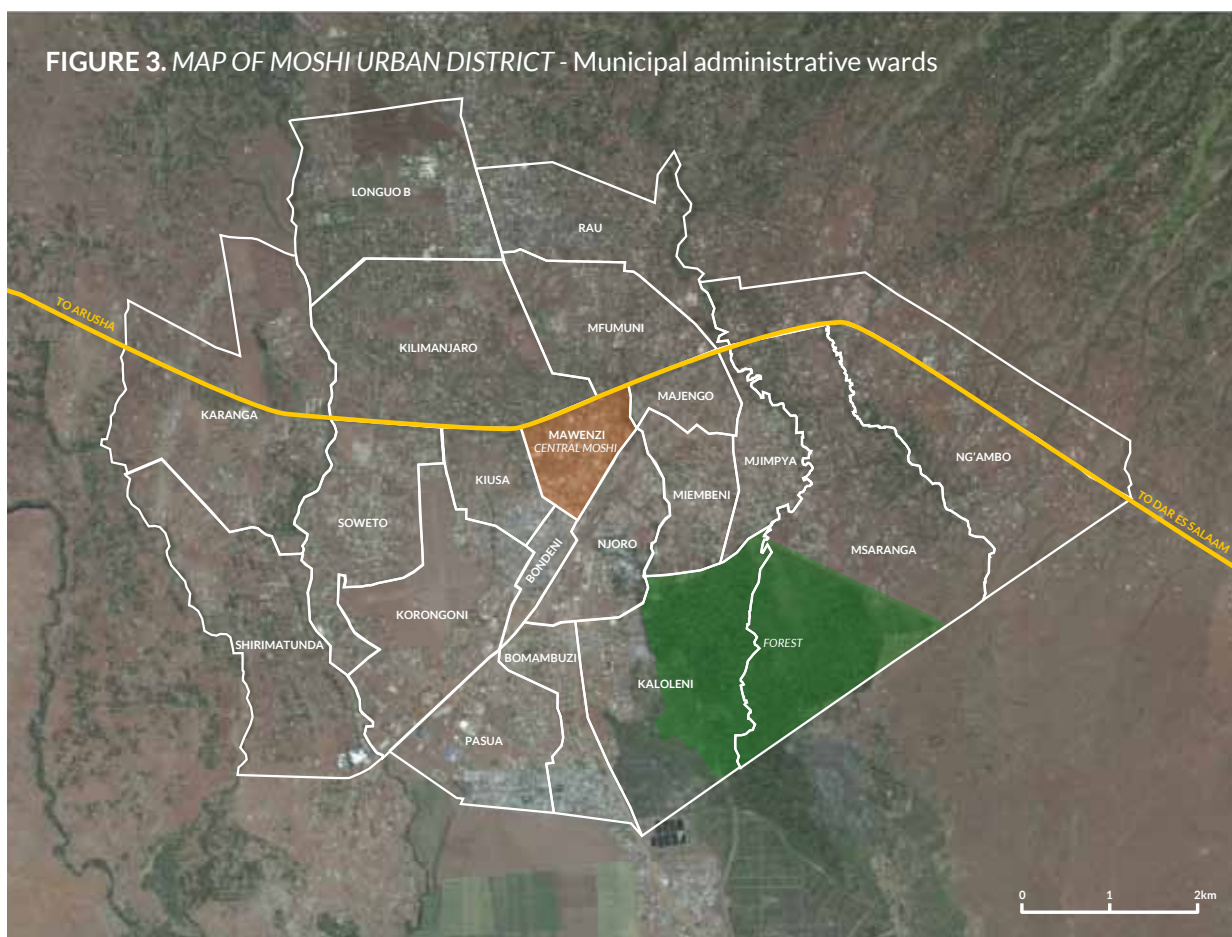 FIGURE 3. MAP OF MOSHI URBAN DISTRICT - Municipal administrative wards
LONGUO B
RAU
TO ARUSHA
MFUMUNI
KILIMANJARO
MAJENGO
KARANGA
MAWENZI
CENTRAL MOSHI
NG'AMBO
MJIMPYA
KIUSA
MIEMBENI
TO DAR ES SALAAM
SOWETO
NJORO
MSARANGA
BONDENI
KORONGONI
SHIRIMATUNDA
FOREST
BOMAMBUZI
KALOLENI
PASUA
0 1 2km